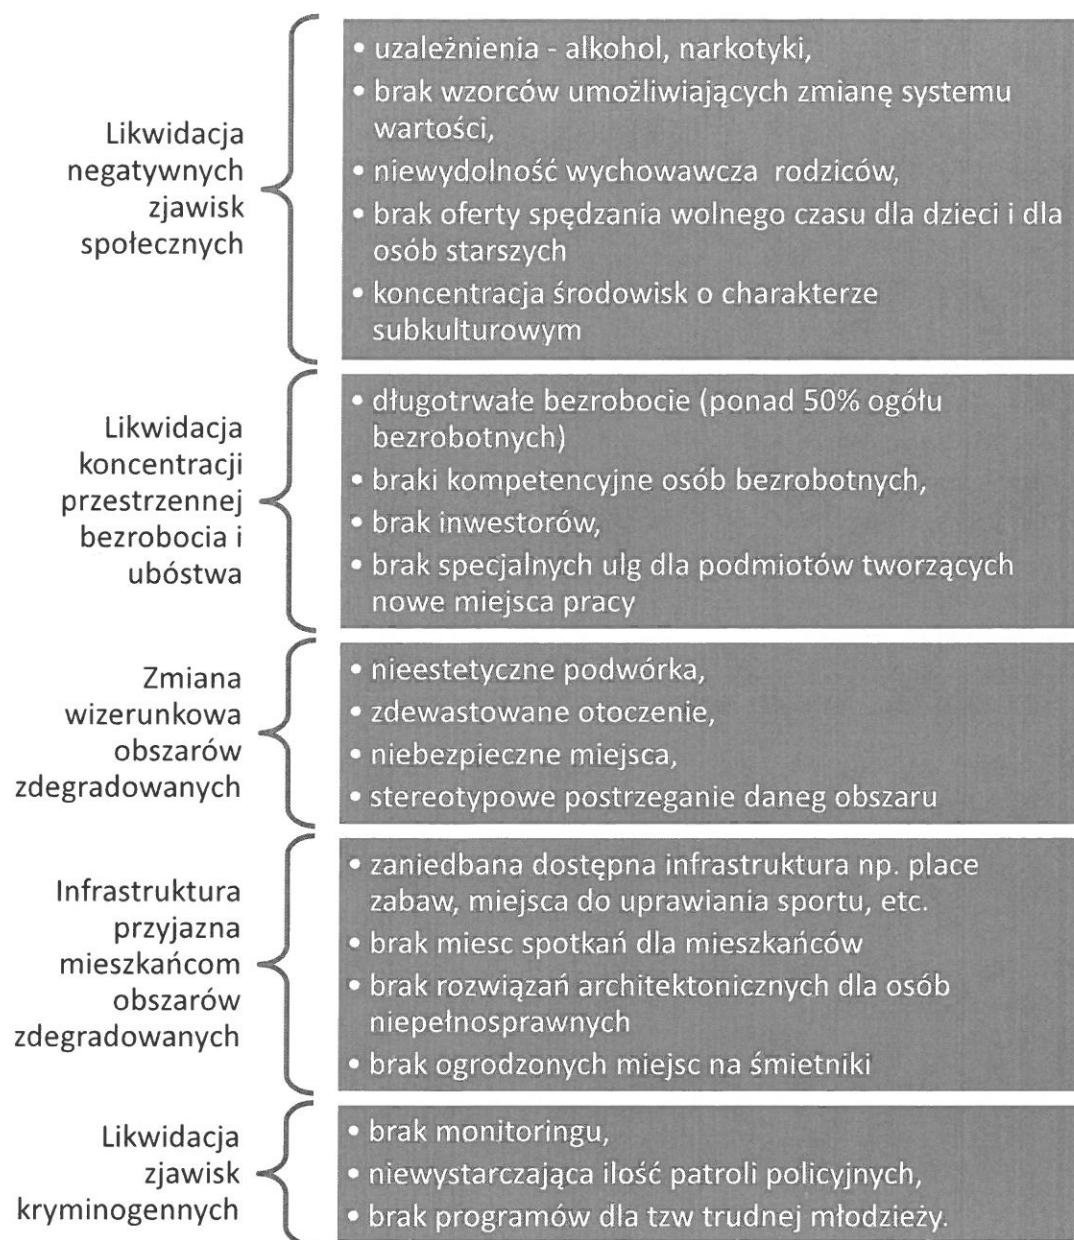 Likwidacja
negatywnych
zjawisk
społecznych
• uzależnienia - alkohol, narkotyki,
• brak wzorców umożliwiających zmianę systemu
wartości,
• niewydolność wychowawcza rodziców,
• brak oferty spędzania wolnego czasu dla dzieci i dla
osób starszych
• koncentracja środowisk o charakterze
subkulturowym
Likwidacja
koncentracji
przestrzennej
bezrobocia i
ubóstwa
• długotrwałe bezrobocie (ponad 50% ogółu
bezrobotnych)
• braki kompetencyjne osób bezrobotnych,
• brak inwestorów,
• brak specjalnych ulg dla podmiotów tworzących
nowe miejsca pracy
Zmiana
wizerunkowa
obszarów
zdegradowanych
• nieestetyczne podwórka,
• zdewastowane otoczenie,
• niebezpieczne miejsca,
• stereotypowe postrzeganie daneg obszaru
Infrastruktura
przyjazna
mieszkańcom
obszarów
zdegradowanych
• zaniedbana dostępna infrastruktura np. place
zabaw, miejsca do uprawiania sportu, etc.
• brak miesc spotkań dla mieszkańców
• brak rozwiązań architektonicznych dla osób
niepełnosprawnych
• brak ogrodzonych miejsc na śmietniki
Likwidacja
zjawisk
kryminogennych
• brak monitoringu,
• niewystarczająca ilość patroli policyjnych,
• brak programów dla tzw trudnej młodzieży.